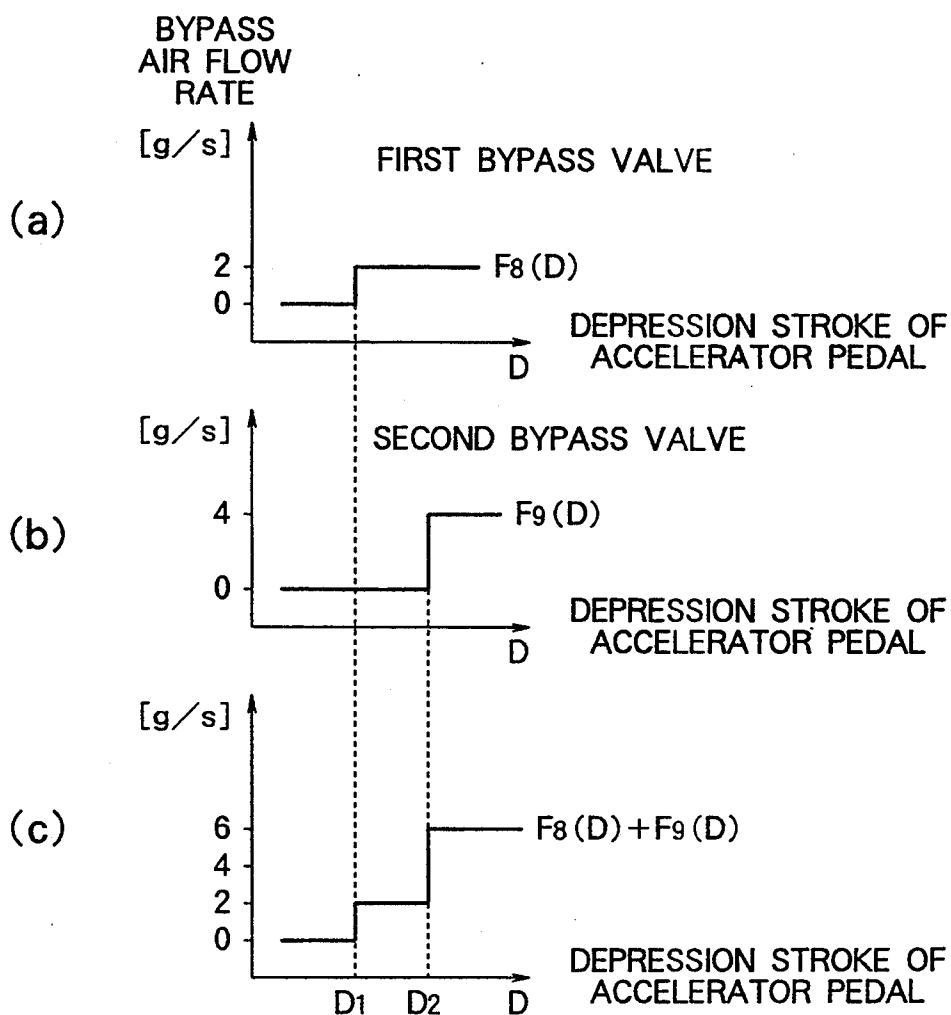 BYPASS
AIR FLOW
RATE
[g/s]
FIRST BYPASS VALVE
(a)
2
F8(D)
0
DEPRESSION STROKE OF
ACCELERATOR PEDAL
D
[g/s]
SECOND BYPASS VALVE
(b)
4
F9(D)
0
DEPRESSION STROKE OF
ACCELERATOR PEDAL
D
[g/s]
(c)
6
F8(D)+F9(D)
4
2
0
DEPRESSION STROKE OF
ACCELERATOR PEDAL
D1 D2 D